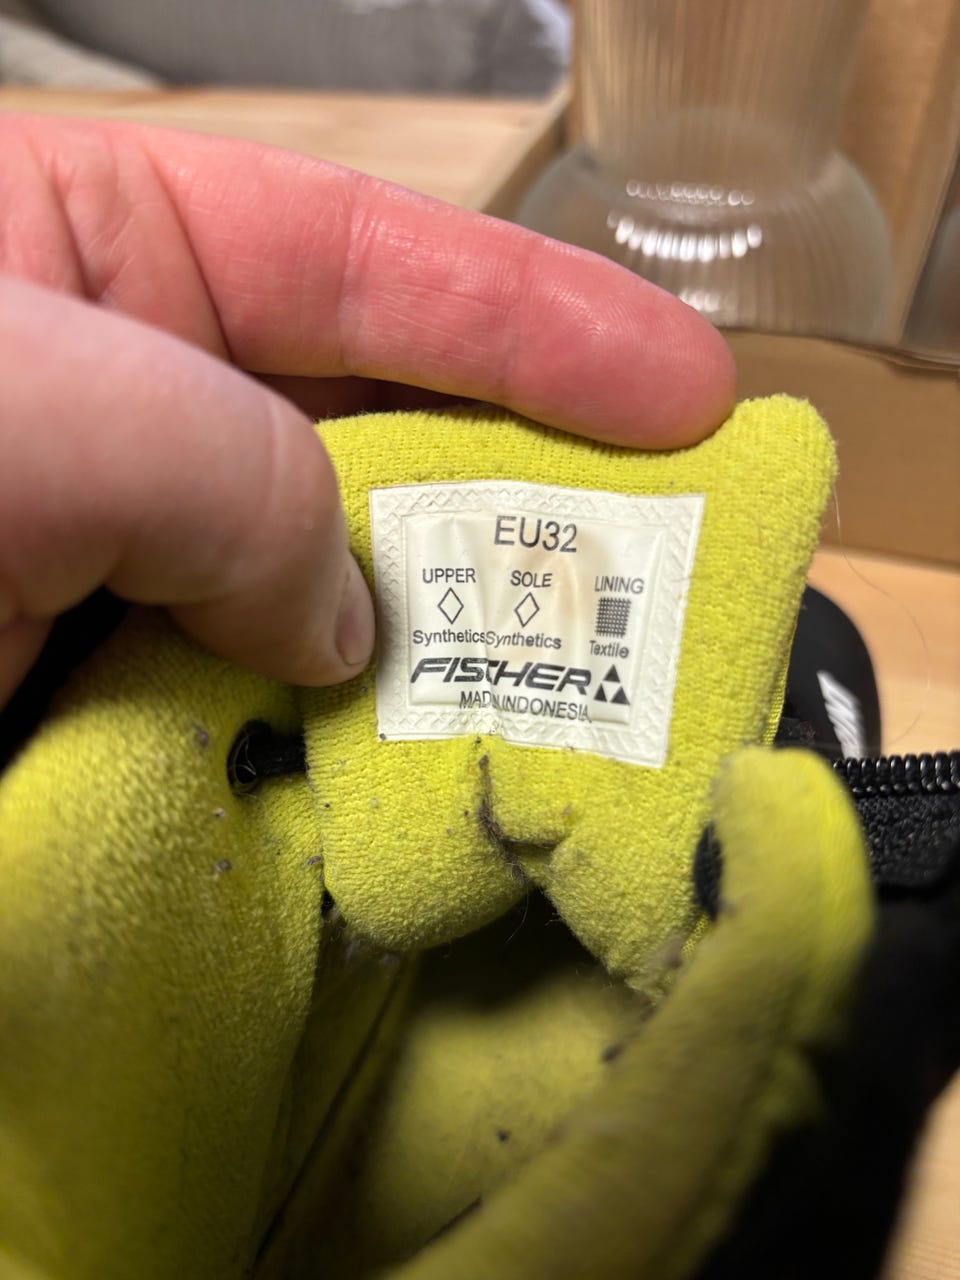 EU32
UPPER SOLE LINING
Synthetics Synthetics Textile
FISCHER
MADE IN INDONESIA